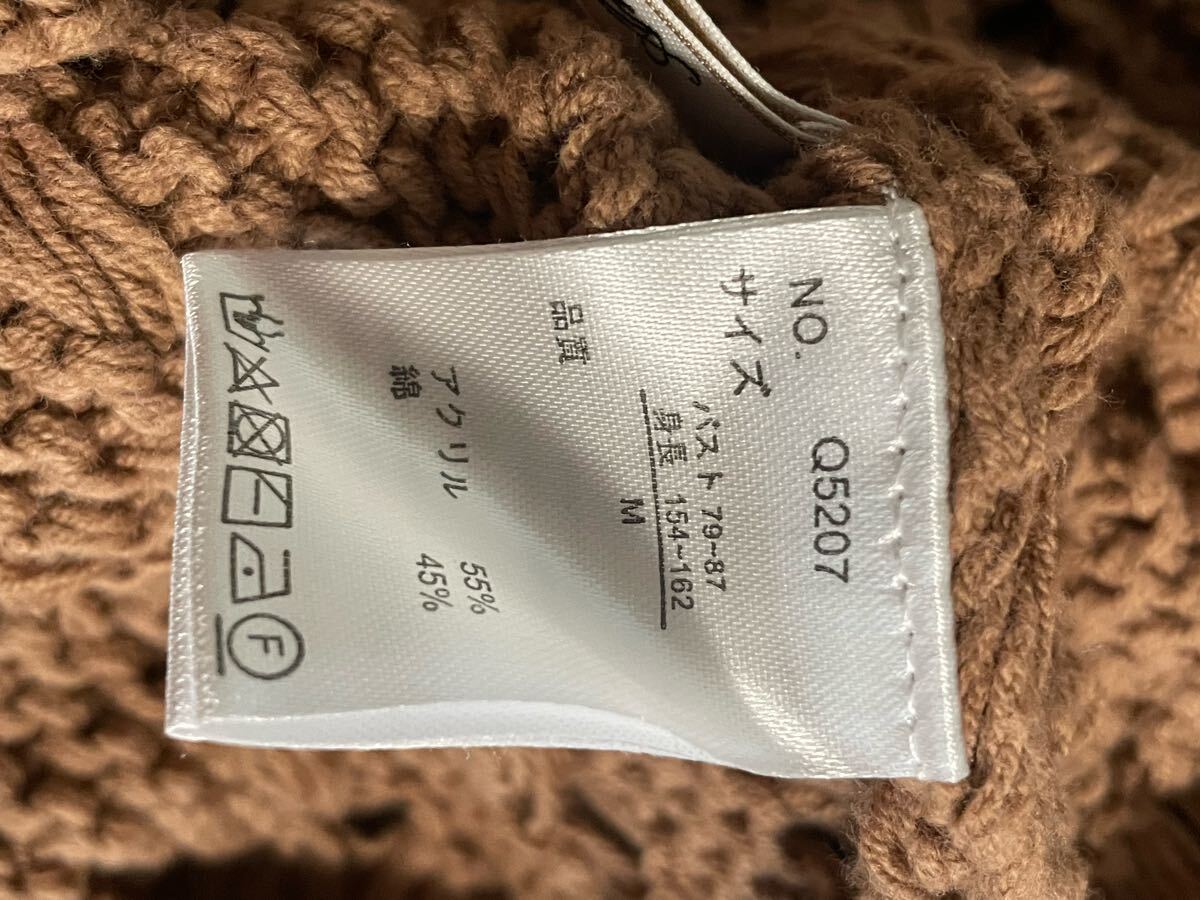 NO. Q5207
サイズ
バスト 79~87
身長 154~162
M
品質
アクリル 55%
綿 45%
F